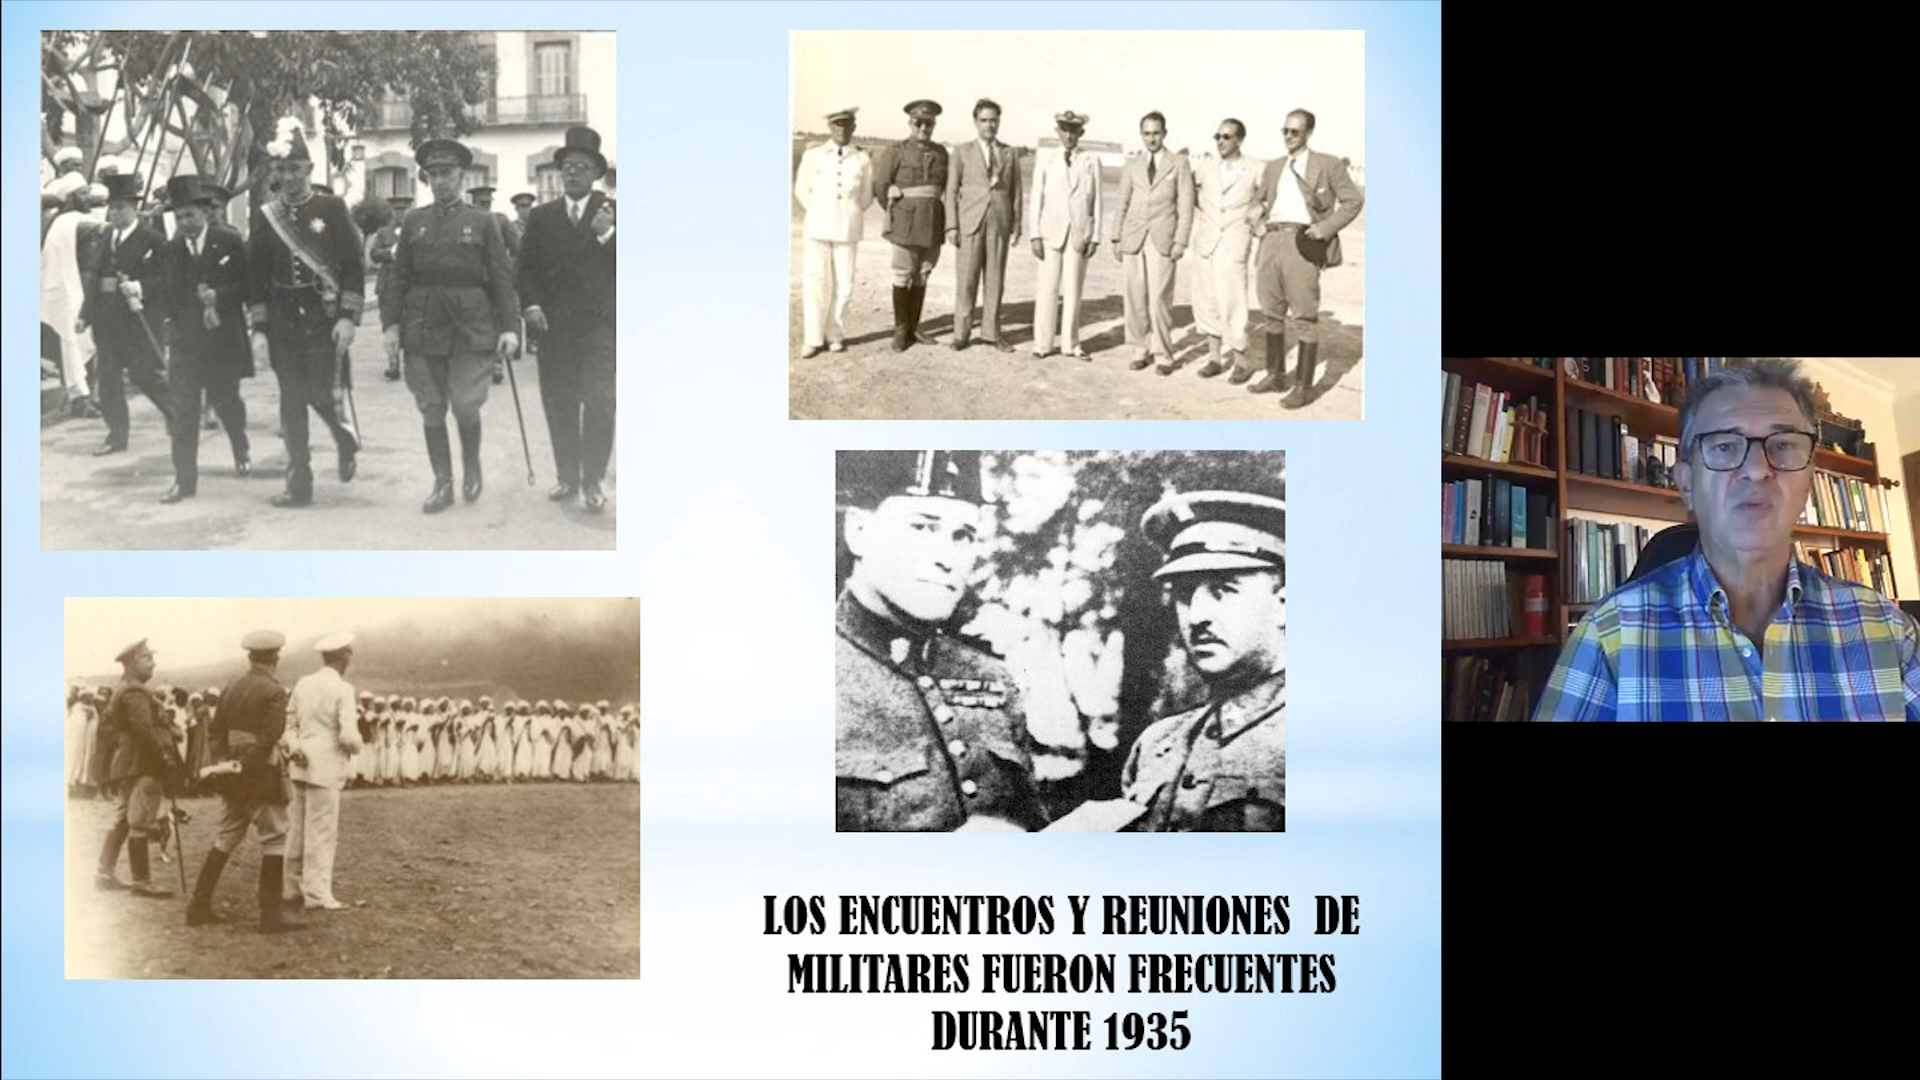 LOS ENCUENTROS Y REUNIONES DE
MILITARES FUERON FRECUENTES
DURANTE 1935